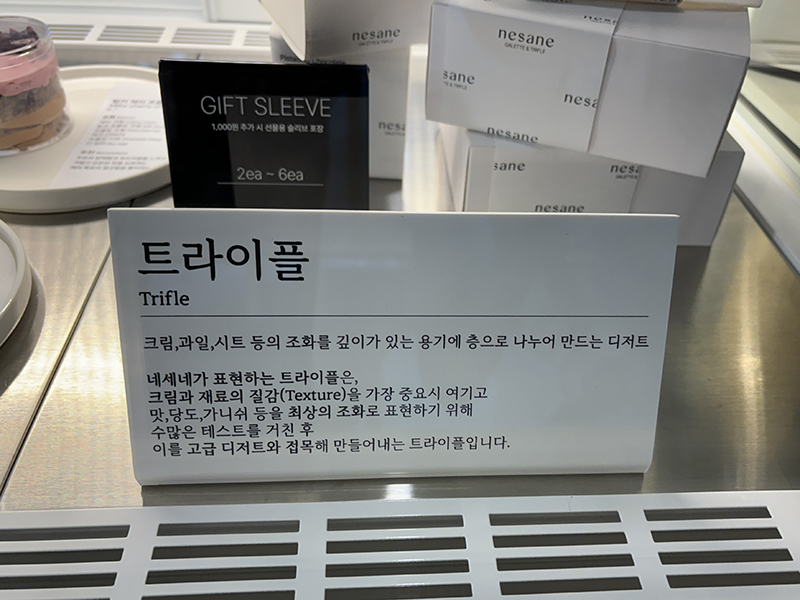 nesane
GALETTE & TRIFLE
nesane
GALETTE & TRIFLE
nesane
nesane
nesane
nesane
GIFT SLEEVE
1,000원 추가 시 선물용 슬리브 포장
2ea ~ 6ea
트라이플
Trifle
크림,과일,시트 등의 조화를 깊이가 있는 용기에 층으로 나누어 만드는 디저트
네세네가 표현하는 트라이플은,
크림과 재료의 질감(Texture)을 가장 중요시 여기고
맛,당도,가니쉬 등을 최상의 조화로 표현하기 위해
수많은 테스트를 거친 후
이를 고급 디저트와 접목해 만들어내는 트라이플입니다.